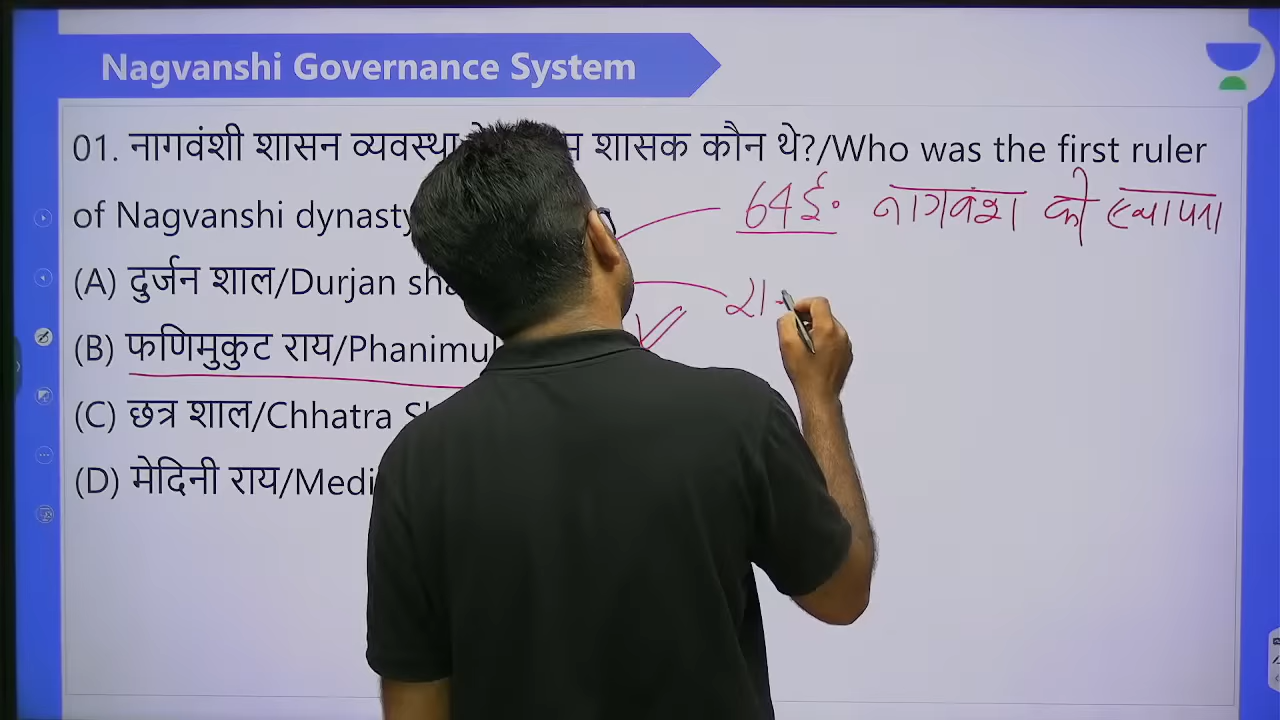 Nagvanshi Governance System
01. नागवंशी शासन व्यवस्था शासक कौन थे?/Who was the first ruler
of Nagvanshi dynasty
64ई. नागवंश की स्थापना
(A) दुर्जन शाल/Durjan sha
रा
(B) फणिमुकुट राय/Phanimu
(C) छत्र शाल/Chhatra S
(D) मेदिनी राय/Medi